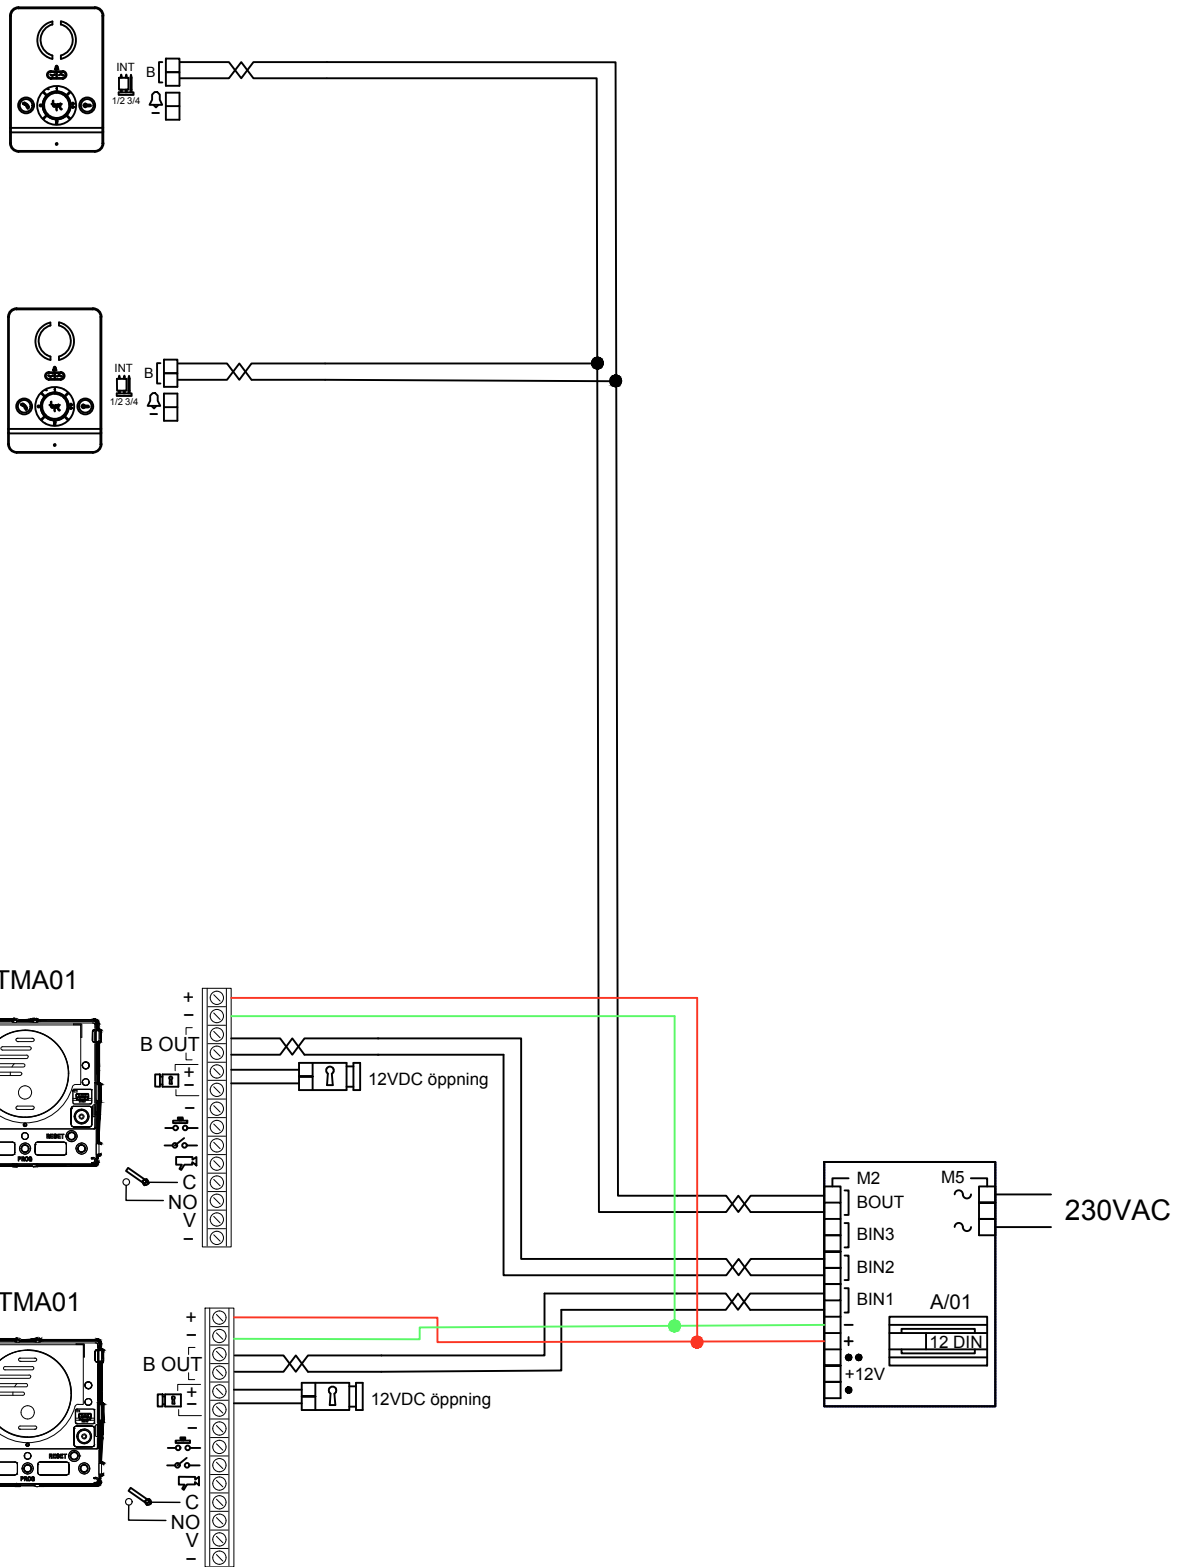 INT
B
1/2 3/4
–
INT
B
1/2 3/4
–
TMA01
+
–
B OUT
+
–
12VDC öppning
–
C
NO
V
–
RESET
PROG
M2
M5
BOUT
~
230VAC
BIN3
~
BIN2
BIN1
A/01
–
+
12 DIN
+12V
TMA01
+
–
B OUT
+
–
12VDC öppning
–
C
NO
V
–
RESET
PROG